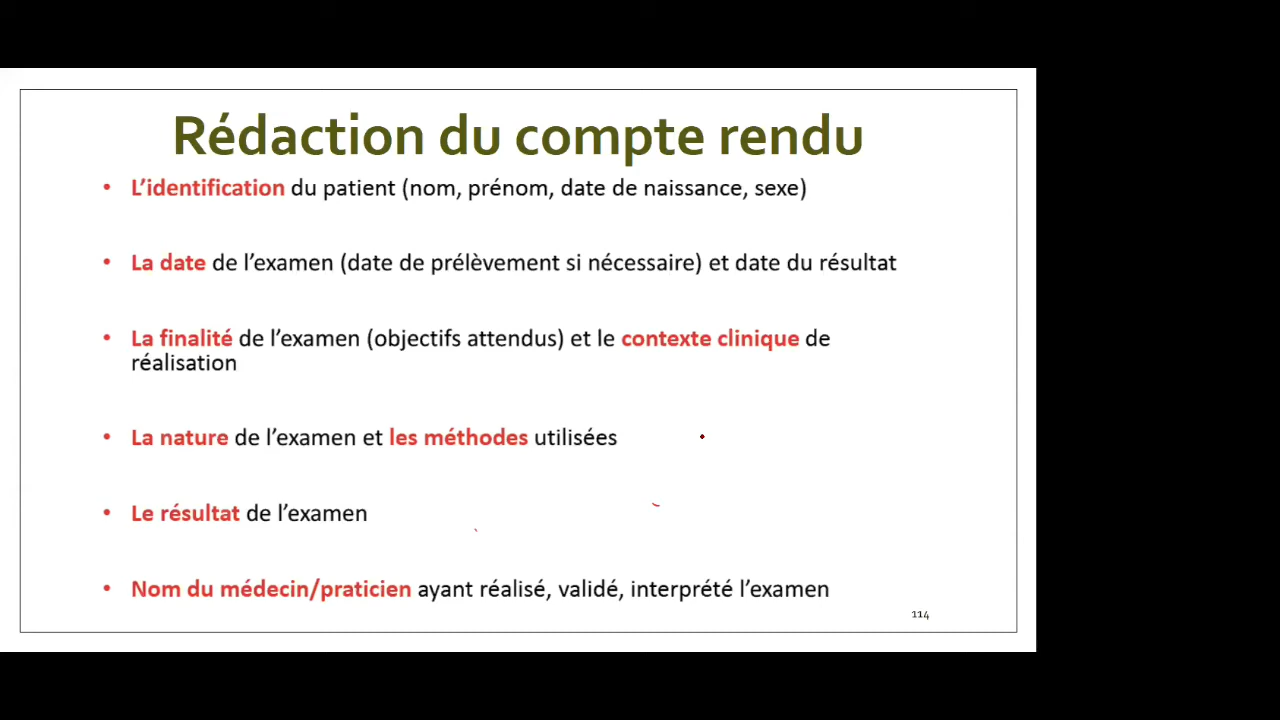 Rédaction du compte rendu
• L’identification du patient (nom, prénom, date de naissance, sexe)
• La date de l’examen (date de prélèvement si nécessaire) et date du résultat
• La finalité de l’examen (objectifs attendus) et le contexte clinique de
réalisation
• La nature de l’examen et les méthodes utilisées
• Le résultat de l’examen
• Nom du médecin/praticien ayant réalisé, validé, interprété l’examen
114